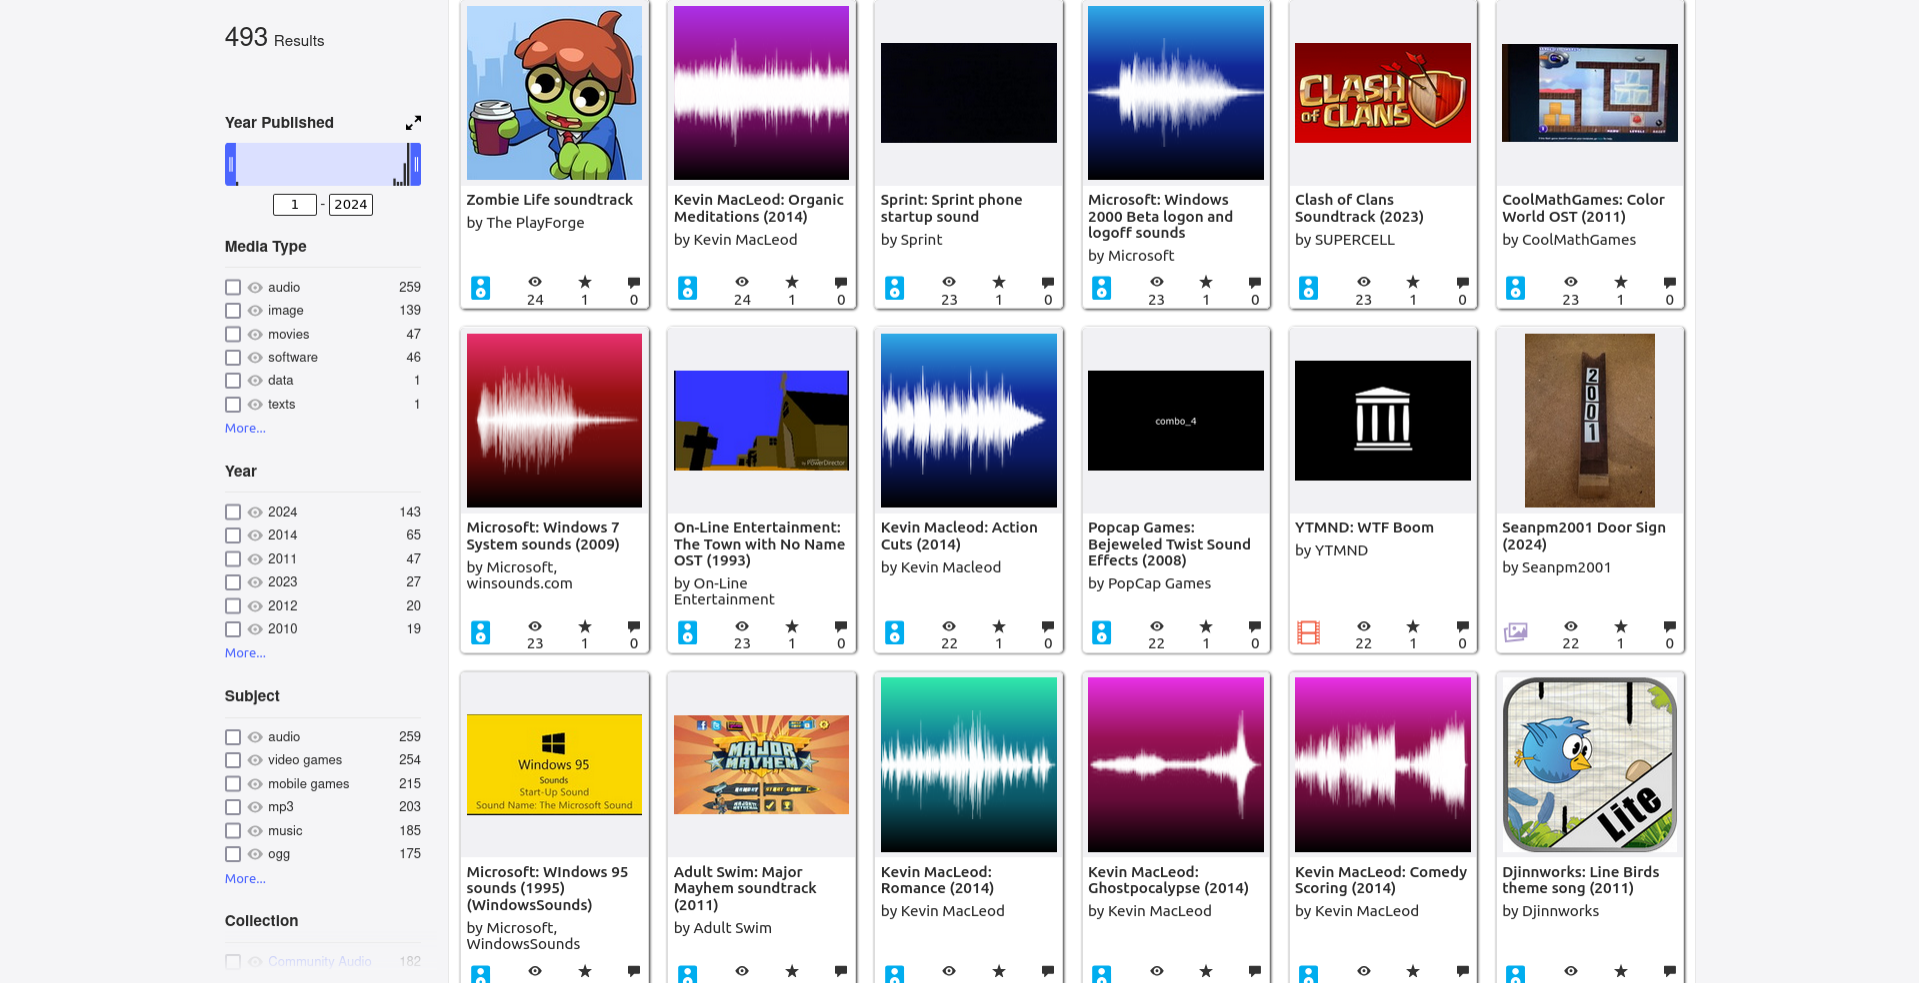 493 Results
Year Published
1 - 2024
Media Type
audio 259
image 139
movies 47
software 46
data 1
texts 1
More...
Year
2024 143
2014 65
2011 47
2023 27
2012 20
2010 19
More...
Subject
audio 259
video games 254
mobile games 215
mp3 203
music 185
ogg 175
More...
Collection
Community Audio 182
Zombie Life soundtrack
by The PlayForge
24 1 0
Kevin MacLeod: Organic
Meditations (2014)
by Kevin MacLeod
24 1 0
Sprint: Sprint phone
startup sound
by Sprint
23 1 0
Microsoft: Windows
2000 Beta logon and
logoff sounds
by Microsoft
23 1 0
CLASH
OF CLANS
Clash of Clans
Soundtrack (2023)
by SUPERCELL
23 1 0
CoolMathGames: Color
World OST (2011)
by CoolMathGames
23 1 0
Microsoft: Windows 7
System sounds (2009)
by Microsoft,
winsounds.com
23 1 0
by PowerDirector
On-Line Entertainment:
The Town with No Name
OST (1993)
by On-Line
Entertainment
23 1 0
Kevin Macleod: Action
Cuts (2014)
by Kevin Macleod
22 1 0
combo_4
Popcap Games:
Bejeweled Twist Sound
Effects (2008)
by PopCap Games
22 1 0
YTMND: WTF Boom
by YTMND
22 1 0
2
0
0
1
Seanpm2001 Door Sign
(2024)
by Seanpm2001
22 1 0
Windows 95
Sounds
Start-Up Sound
Sound Name: The Microsoft Sound
Microsoft: WIndows 95
sounds (1995)
(WindowsSounds)
by Microsoft,
WindowsSounds
MAJOR
MAYHEM
START GAME
Adult Swim: Major
Mayhem soundtrack
(2011)
by Adult Swim
Kevin MacLeod:
Romance (2014)
by Kevin MacLeod
Kevin MacLeod:
Ghostpocalypse (2014)
by Kevin MacLeod
Kevin MacLeod: Comedy
Scoring (2014)
by Kevin MacLeod
Lite
Djinnworks: Line Birds
theme song (2011)
by Djinnworks